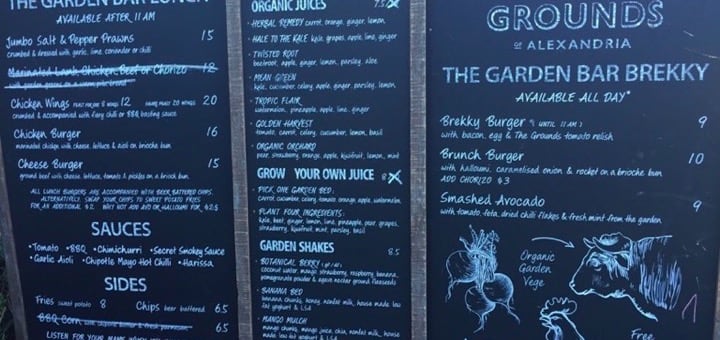 THE GARDEN BAR LUNCH
AVAILABLE AFTER 11AM
Jumbo Salt & Pepper Prawns 15
crumbed & dressed with garlic, lime, coriander or chilli
Marinated Lamb, Chicken, Beef or Chorizo 12
with garden greens on a warm pita bread
Chicken Wings 8 wings 12 20 wings 20
crumbed & accompanied with fiery chilli or BBQ basting sauce
Chicken Burger 16
marinated chicken with cheese, lettuce & aioli on brioche bun
Cheese Burger 15
ground beef with cheese, lettuce, tomato & pickles on a brioch bun
ALL LUNCH BURGERS ARE ACCOMPANIED WITH BEER BATTERED CHIPS.
ALTERNATIVELY, SWAP YOUR CHIPS TO SWEET POTATO FRIES
FOR AN ADDITIONAL $2. WHY NOT ADD AVO OR HALLOUMI FOR $2.5
SAUCES
•Tomato •BBQ •Chimichurri •Secret Smokey Sauce
•Garlic Aioli •Chipotle Mayo Hot Chilli •Harissa
SIDES
Fries sweet potato 8 Chips beer battered 6.5
BBQ Corn with chipotle butter & fresh parmesan 6.5
LISTEN FOR YOUR NAME WHEN
ORGANIC JUICES 7.5
• HERBAL REMEDY carrot, orange, ginger, lemon,
• HALE TO THE KALE kale, grapes, apple, lime, ginger
• TWISTED ROOT
beetroot, apple, ginger, lemon, parsley, aloe
• MEAN GREEN
kale, cucumber, celery, apple, ginger, parsley, lemon
• TROPIC FLAIR
watermelon, pineapple, apple, lime, ginger
• GOLDEN HARVEST
tomato, carrot, celery, cucumber, lemon, basil
• ORGANIC ORCHARD
pear, strawberry, orange, apple, kiwifruit, lemon, mint
GROW YOUR OWN JUICE 8
• PICK ONE GARDEN BED:
carrot, cucumber, celery, tomato, orange, apple, watermelon,
• PLANT FOUR INGREDIENTS:
kale, beet, ginger, lemon, lime, pineapple, pear, grapes,
strawberry, kiwifruit, mint, parsley, basil
GARDEN SHAKES 8.5
• BOTANICAL BERRY
coconut water, mango, strawberry, raspberry, banana,
pomegranate powder & agave nectar, ground flaxseeds
• BANANA BED
banana chunks, honey, nonfat milk, house made low
fat yoghurt & LSA
• MANGO MULCH
mango chunks, mango juice, chia, nonfat milk, house
made low fat yoghurt & LSA
GROUNDS
OF ALEXANDRIA
THE GARDEN BAR BREKKY
AVAILABLE ALL DAY*
Brekky Burger * UNTIL 11AM 9
with bacon, egg & The Grounds tomato relish
Brunch Burger 10
with halloumi, caramelised onion & rocket on a brioche bun
ADD CHORIZO $3
Smashed Avocado 9
with tomato, feta, dried chilli flakes & fresh mint from the garden
Organic
Garden
Vege
Free
1